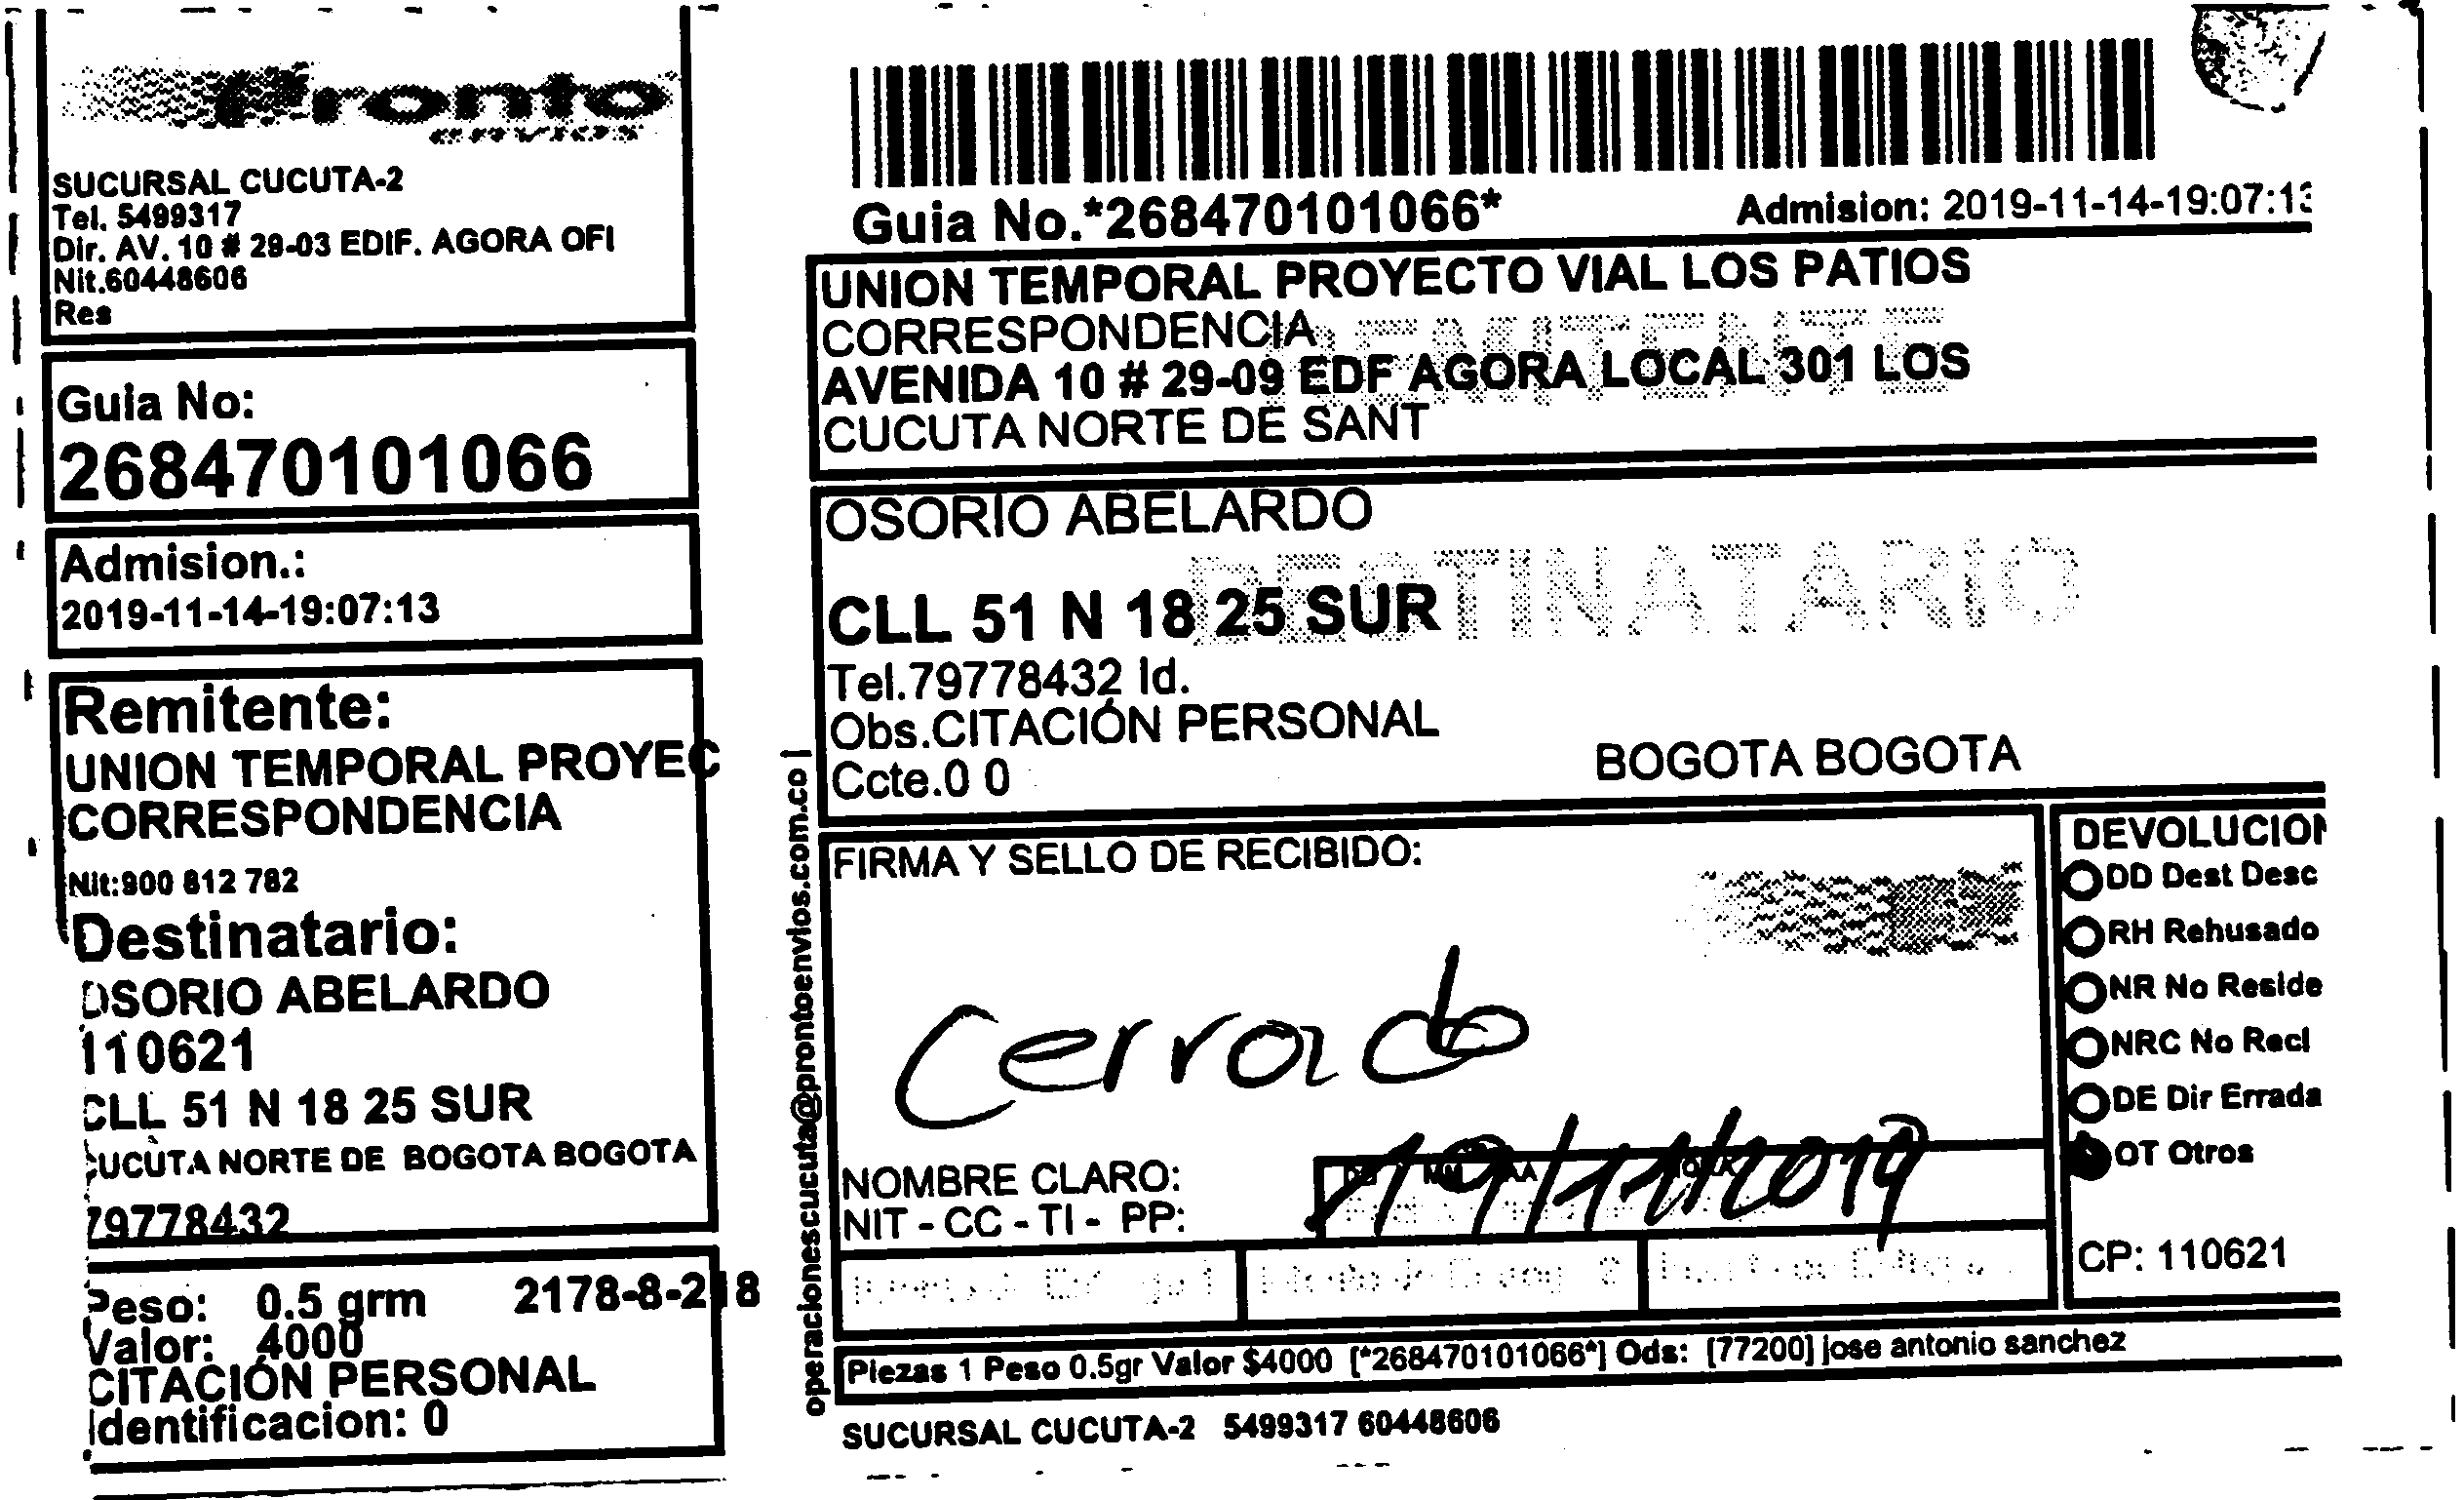 Pronto
SUCURSAL CUCUTA-2
Tel. 5499317
Dir. AV. 10 # 29-03 EDIF. AGORA OFI
Nit.60448606
Res
Guia No:
268470101066
Admision.:
2019-11-14-19:07:13
Remitente:
UNION TEMPORAL PROYEC
CORRESPONDENCIA
Nit:900 812 782
Destinatario:
OSORIO ABELARDO
110621
CLL 51 N 18 25 SUR
CUCUTA NORTE DE BOGOTA BOGOTA
79778432
Peso: 0.5 grm 2178-8-218
Valor: 4000
CITACIÓN PERSONAL
Identificacion: 0
Guia No.*268470101066* Admision: 2019-11-14-19:07:13
UNION TEMPORAL PROYECTO VIAL LOS PATIOS
CORRESPONDENCIA
REMITENTE
AVENIDA 10 # 29-09 EDF AGORA LOCAL 301 LOS
CUCUTA NORTE DE SANT
OSORIO ABELARDO
DESTINATARIO
CLL 51 N 18 25 SUR
Tel.79778432 Id.
Obs.CITACIÓN PERSONAL
Ccte.0 0 BOGOTA BOGOTA
operacionescucuta@prontoenvios.com.co |
FIRMA Y SELLO DE RECIBIDO:
Cerrado
NOMBRE CLARO:
NIT - CC - TI - PP:
19/11/2019
DEVOLUCION
DD Dest Desc
RH Rehusado
NR No Reside
NRC No Recl
DE Dir Errada
OT Otros
CP: 110621
Piezas 1 Peso 0.5gr Valor $4000 [*268470101066*] Ods: [77200] jose antonio sanchez
SUCURSAL CUCUTA-2 5499317 60448606